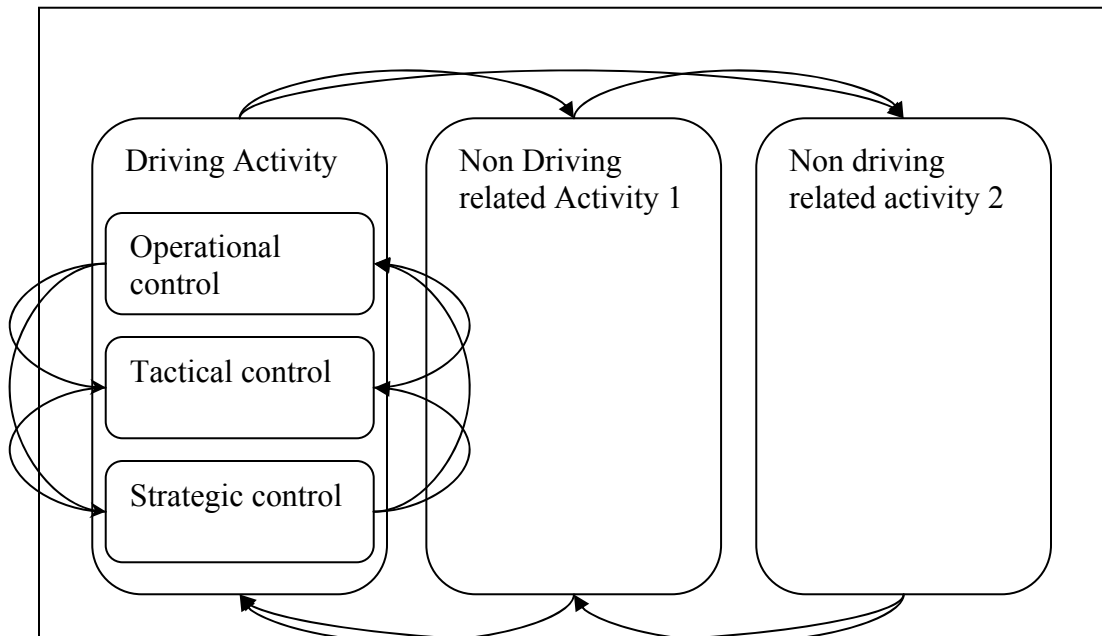 Driving Activity
Operational
control
Tactical control
Strategic control
Non Driving
related Activity 1
Non driving
related activity 2